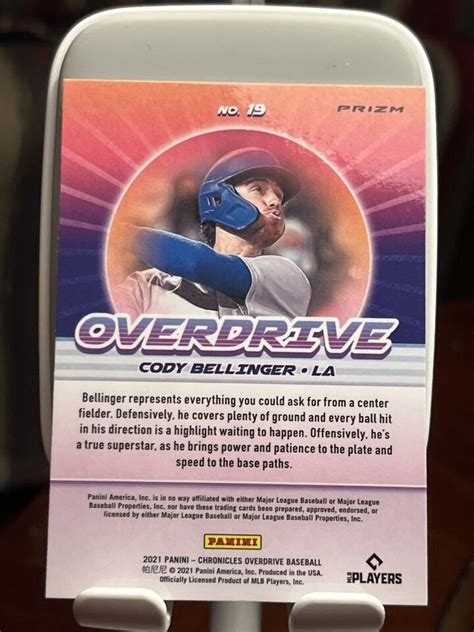 NO. 19
PRIZM
OVERDRIVE
CODY BELLINGER • LA
Bellinger represents everything you could ask for from a center
fielder. Defensively, he covers plenty of ground and every ball hit
in his direction is a highlight waiting to happen. Offensively, he's
a true superstar, as he brings power and patience to the plate and
speed to the base paths.
Panini America, Inc. is in no way affiliated with either Major League Baseball or Major League
Baseball Properties, Inc., nor have these trading cards been prepared, approved, endorsed, or
licensed by either Major League Baseball or Major League Baseball Properties, Inc.
PANINI
2021 PANINI – CHRONICLES OVERDRIVE BASEBALL
帕尼尼 © 2021 Panini America, Inc. Produced in the USA.
Officially Licensed Product of MLB Players, Inc.
MLB PLAYERS